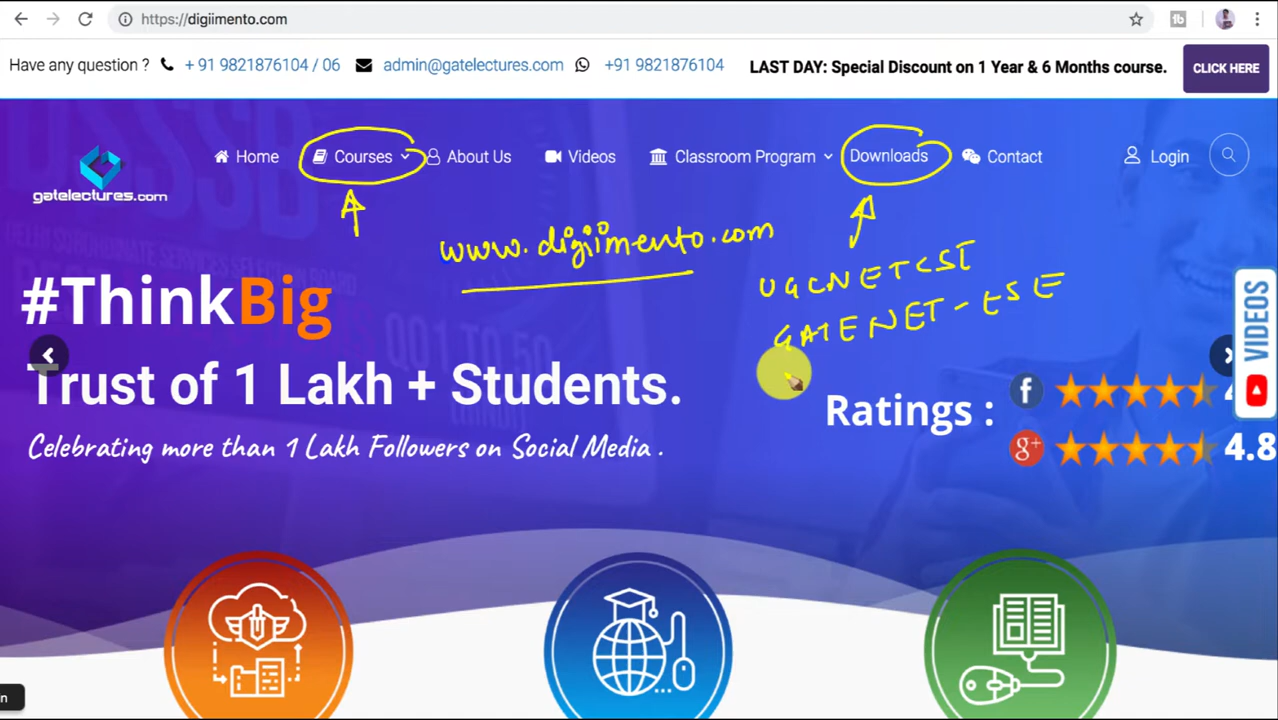 https://digiimento.com
Have any question ? + 91 9821876104 / 06 admin@gatelectures.com +91 9821876104 LAST DAY: Special Discount on 1 Year & 6 Months course. CLICK HERE
Home Courses About Us Videos Classroom Program Downloads Contact Login
gatelectures.com
www.digiimento.com
UGCNETCSI
GATENET-ESE
#ThinkBig
VIDEOS
Trust of 1 Lakh + Students.
Ratings :
f
Celebrating more than 1 Lakh Followers on Social Media .
g+ 4.8